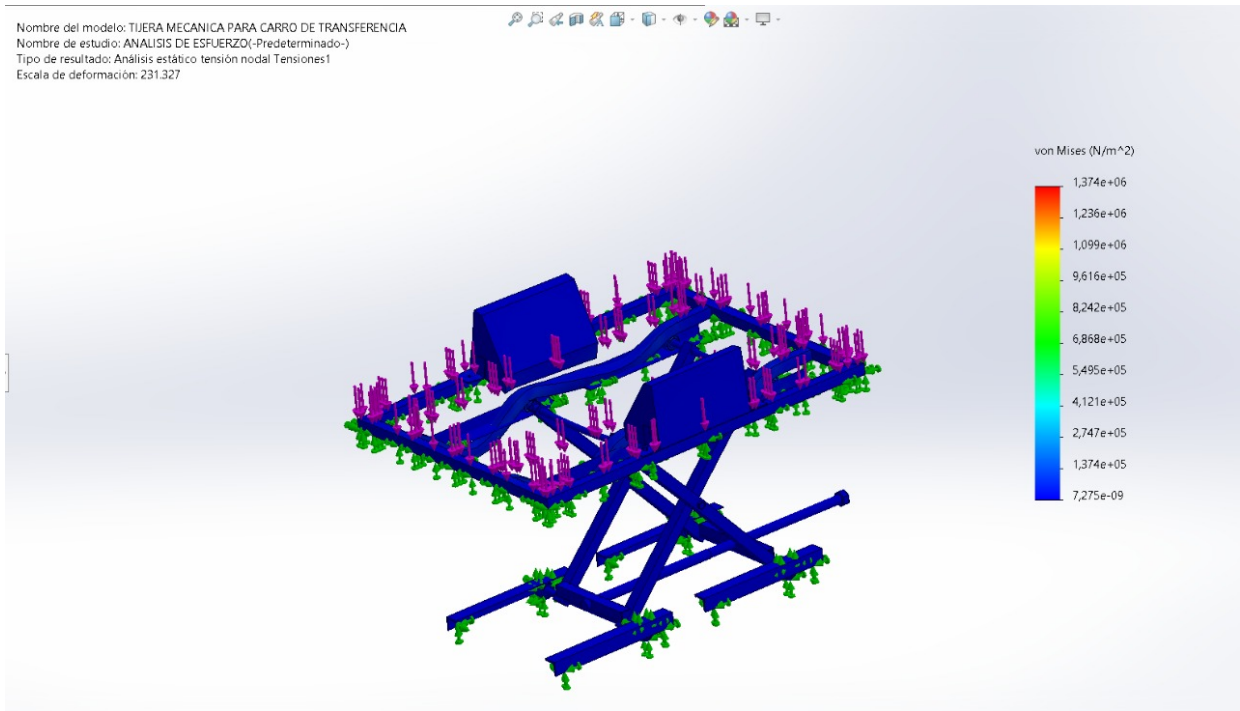 Nombre del modelo: TIJERA MECANICA PARA CARRO DE TRANSFERENCIA
Nombre de estudio: ANALISIS DE ESFUERZO(-Predeterminado-)
Tipo de resultado: Análisis estático tensión nodal Tensiones1
Escala de deformación: 231.327
von Mises (N/m^2)
1,374e+06
1,236e+06
1,099e+06
9,616e+05
8,242e+05
6,868e+05
5,495e+05
4,121e+05
2,747e+05
1,374e+05
7,275e-09